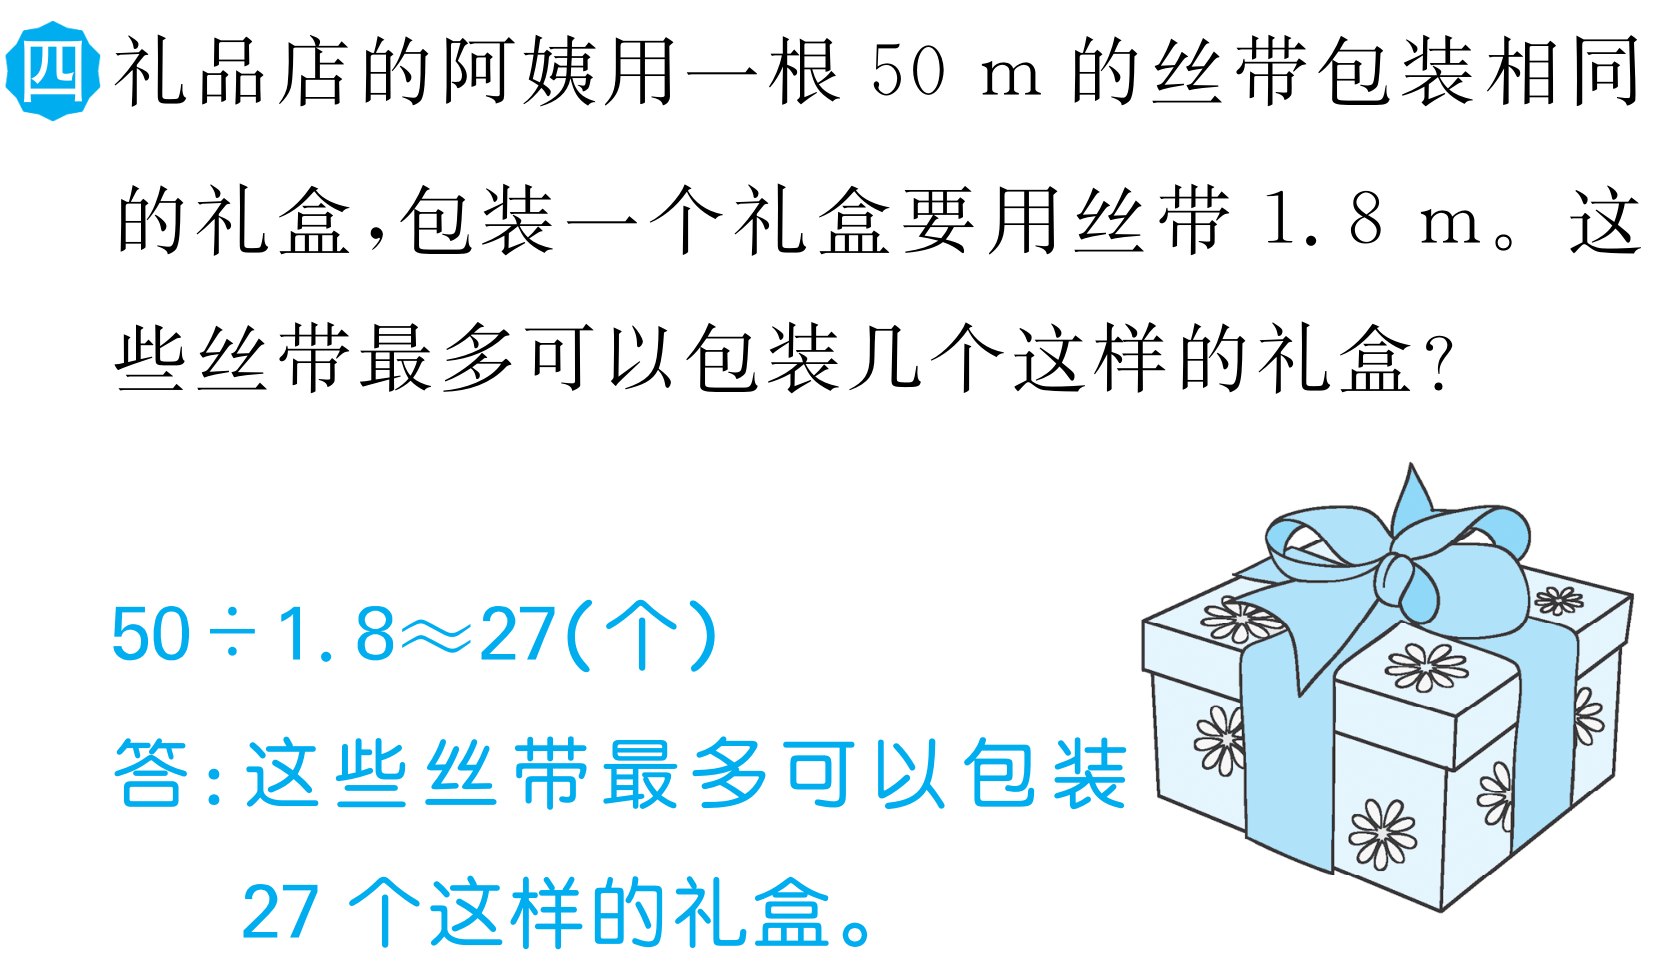 四 礼品店的阿姨用一根 50 m 的丝带包装相同
的礼盒,包装一个礼盒要用丝带 1.8 m。这
些丝带最多可以包装几个这样的礼盒?
50÷1.8≈27(个)
答:这些丝带最多可以包装
27 个这样的礼盒。